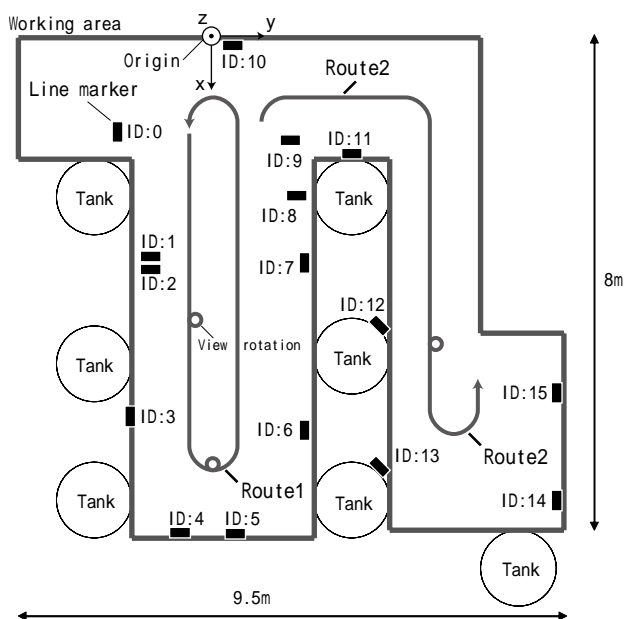 Working area
z
y
Origin
ID:10
x
Route2
Line marker
ID:0
ID:11
ID:9
Tank
Tank
ID:8
ID:1
ID:2
ID:7
8m
ID:12
View rotation
Tank
Tank
ID:15
ID:3
ID:6
ID:13
Route2
Route1
Tank
Tank
ID:14
ID:4
ID:5
Tank
9.5m